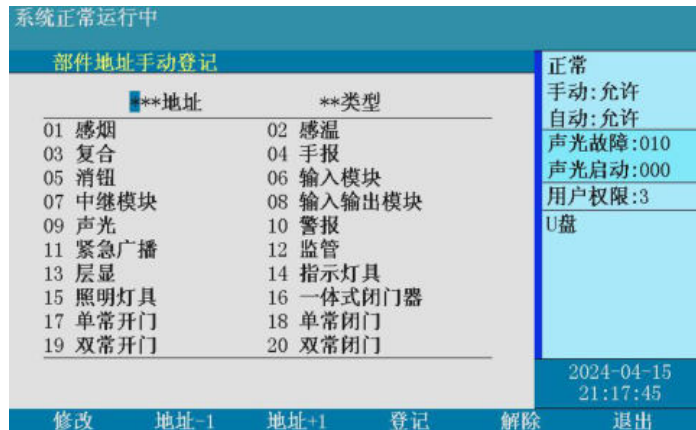 系统正常运行中
部件地址手动登记
***地址 **类型
01 感烟 02 感温
03 复合 04 手报
05 消钮 06 输入模块
07 中继模块 08 输入输出模块
09 声光 10 警报
11 紧急广播 12 监管
13 层显 14 指示灯具
15 照明灯具 16 一体式闭门器
17 单常开门 18 单常闭门
19 双常开门 20 双常闭门
正常
手动:允许
自动:允许
声光故障:010
声光启动:000
用户权限:3
U盘
2024-04-15
21:17:45
修改 地址-1 地址+1 登记 解除 退出